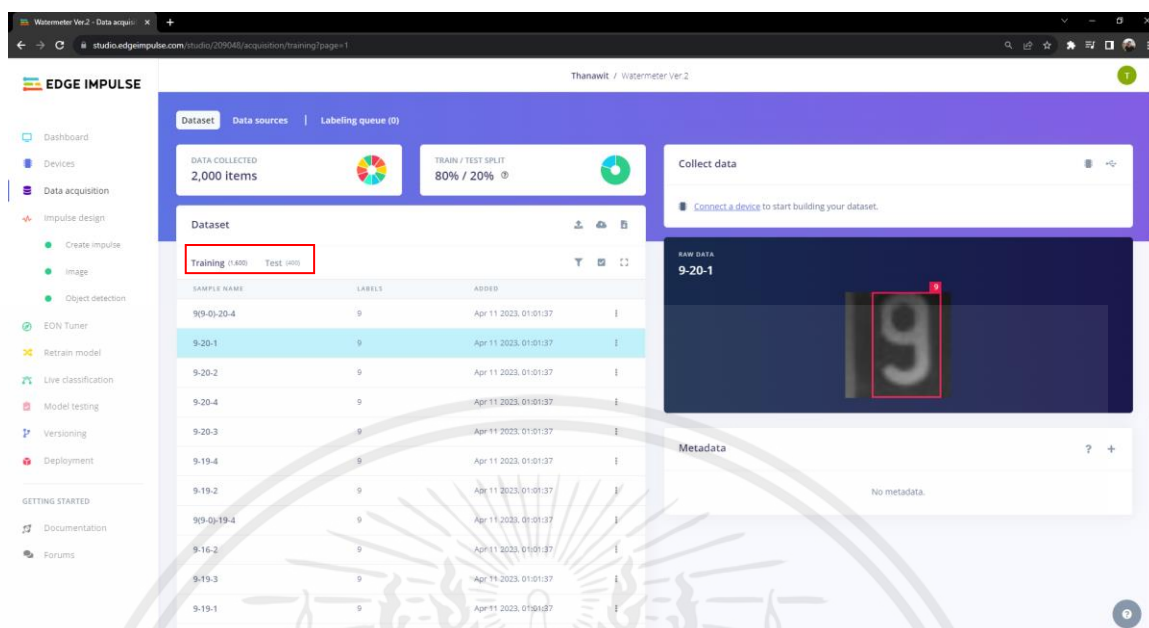 Watermeter Ver.2 - Data acquisi
studio.edgeimpulse.com/studio/209048/acquisition/training?page=1
EDGE IMPULSE
Thanawit / Watermeter Ver.2
T
Dashboard
Devices
Data acquisition
Impulse design
Create impulse
Image
Object detection
EON Tuner
Retrain model
Live classification
Model testing
Versioning
Deployment
GETTING STARTED
Documentation
Forums
Dataset Data sources | Labeling queue (0)
DATA COLLECTED
2,000 items
TRAIN / TEST SPLIT
80% / 20%
Dataset
Training (1,600) Test (400)
SAMPLE NAME LABELS ADDED
9(9-0)-20-4 9 Apr 11 2023, 01:01:37
9-20-1 9 Apr 11 2023, 01:01:37
9-20-2 9 Apr 11 2023, 01:01:37
9-20-4 9 Apr 11 2023, 01:01:37
9-20-3 9 Apr 11 2023, 01:01:37
9-19-4 9 Apr 11 2023, 01:01:37
9-19-2 9 Apr 11 2023, 01:01:37
9(9-0)-19-4 9 Apr 11 2023, 01:01:37
9-16-2 9 Apr 11 2023, 01:01:37
9-19-3 9 Apr 11 2023, 01:01:37
9-19-1 9 Apr 11 2023, 01:01:37
Collect data
Connect a device to start building your dataset.
RAW DATA
9-20-1
9
9
Metadata
? +
No metadata.
?